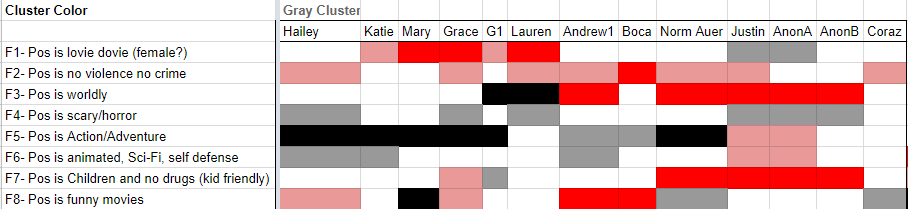 Cluster Color Gray Cluster
Hailey Katie Mary Grace G1 Lauren Andrew1 Boca Norm Auer Justin AnonA AnonB Coraz
F1- Pos is lovie dovie (female?)
F2- Pos is no violence no crime
F3- Pos is worldly
F4- Pos is scary/horror
F5- Pos is Action/Adventure
F6- Pos is animated, Sci-Fi, self defense
F7- Pos is Children and no drugs (kid friendly)
F8- Pos is funny movies